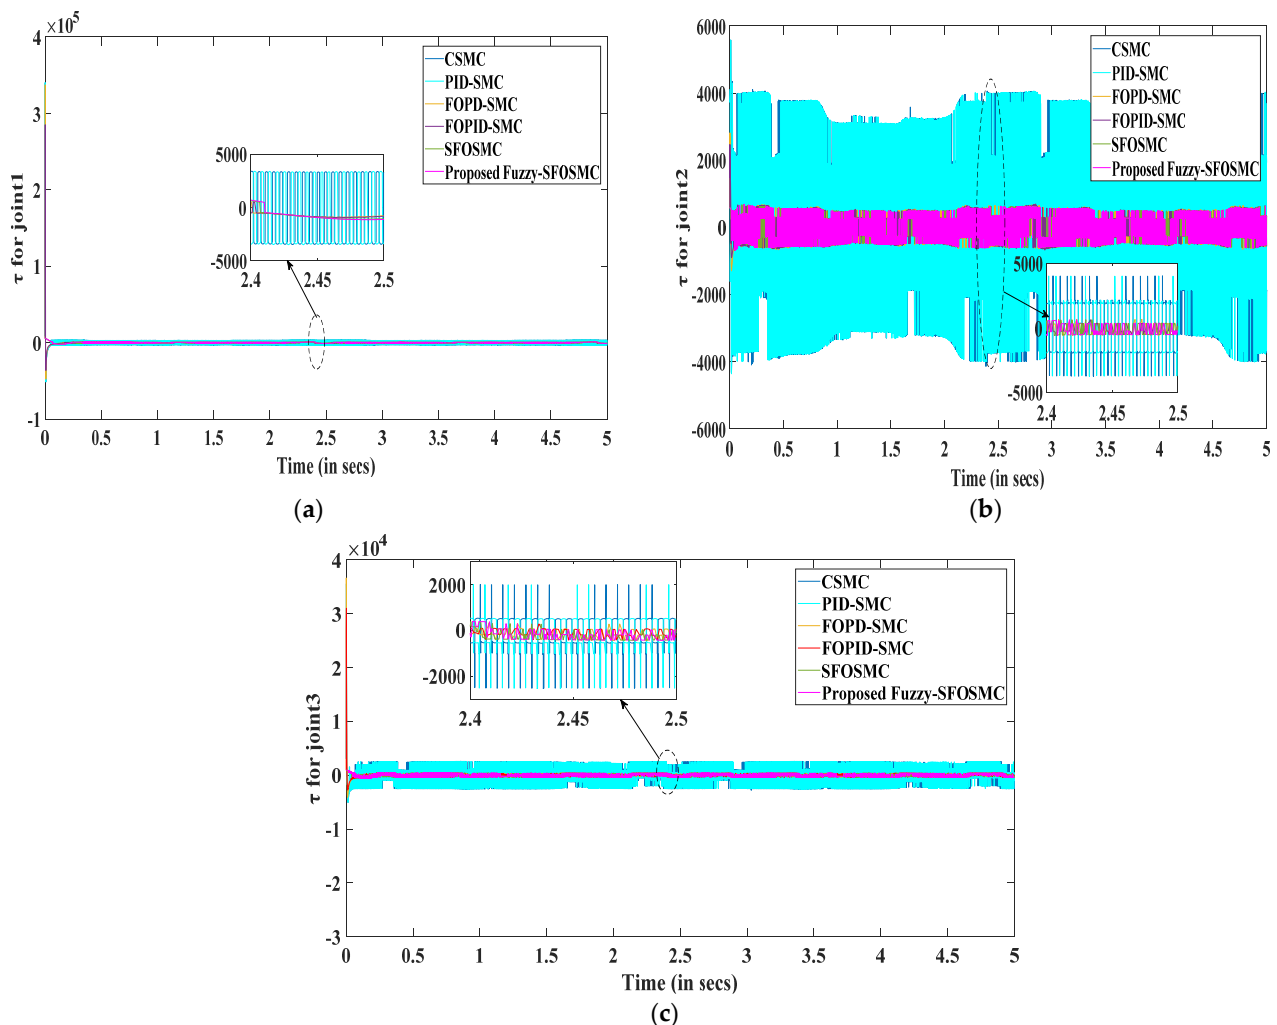 ×10⁵
4
3
2
1
0
-1
τ for joint1
CSMC
PID-SMC
FOPD-SMC
FOPID-SMC
SFOSMC
Proposed Fuzzy-SFOSMC
5000
0
-5000
2.4 2.45 2.5
0 0.5 1 1.5 2 2.5 3 3.5 4 4.5 5
Time (in secs)
(a)
6000
4000
2000
0
-2000
-4000
-6000
τ for joint2
CSMC
PID-SMC
FOPD-SMC
FOPID-SMC
SFOSMC
Proposed Fuzzy-SFOSMC
5000
0
-5000
2.4 2.45 2.5
0 0.5 1 1.5 2 2.5 3 3.5 4 4.5 5
Time (in secs)
(b)
×10⁴
4
3
2
1
0
-1
-2
-3
τ for joint3
2000
0
-2000
2.4 2.45 2.5
CSMC
PID-SMC
FOPD-SMC
FOPID-SMC
SFOSMC
Proposed Fuzzy-SFOSMC
0 0.5 1 1.5 2 2.5 3 3.5 4 4.5 5
Time (in secs)
(c)